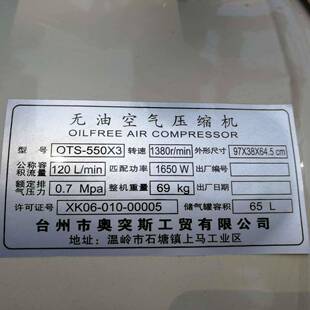 无油空气压缩机
OILFREE AIR COMPRESSOR
型号 OTS-550X3 转速 1380r/min 外形尺寸 97X38X64.5 cm
公称容积流量 120 L/min 匹配功率 1650 W 出厂编号
额定排气压力 0.7 Mpa 整机重量 69 kg 出厂日期
许可证号 XK06-010-00005 储气罐容积 65 L
台州市奥突斯工贸有限公司
地址：温岭市石塘镇上马工业区